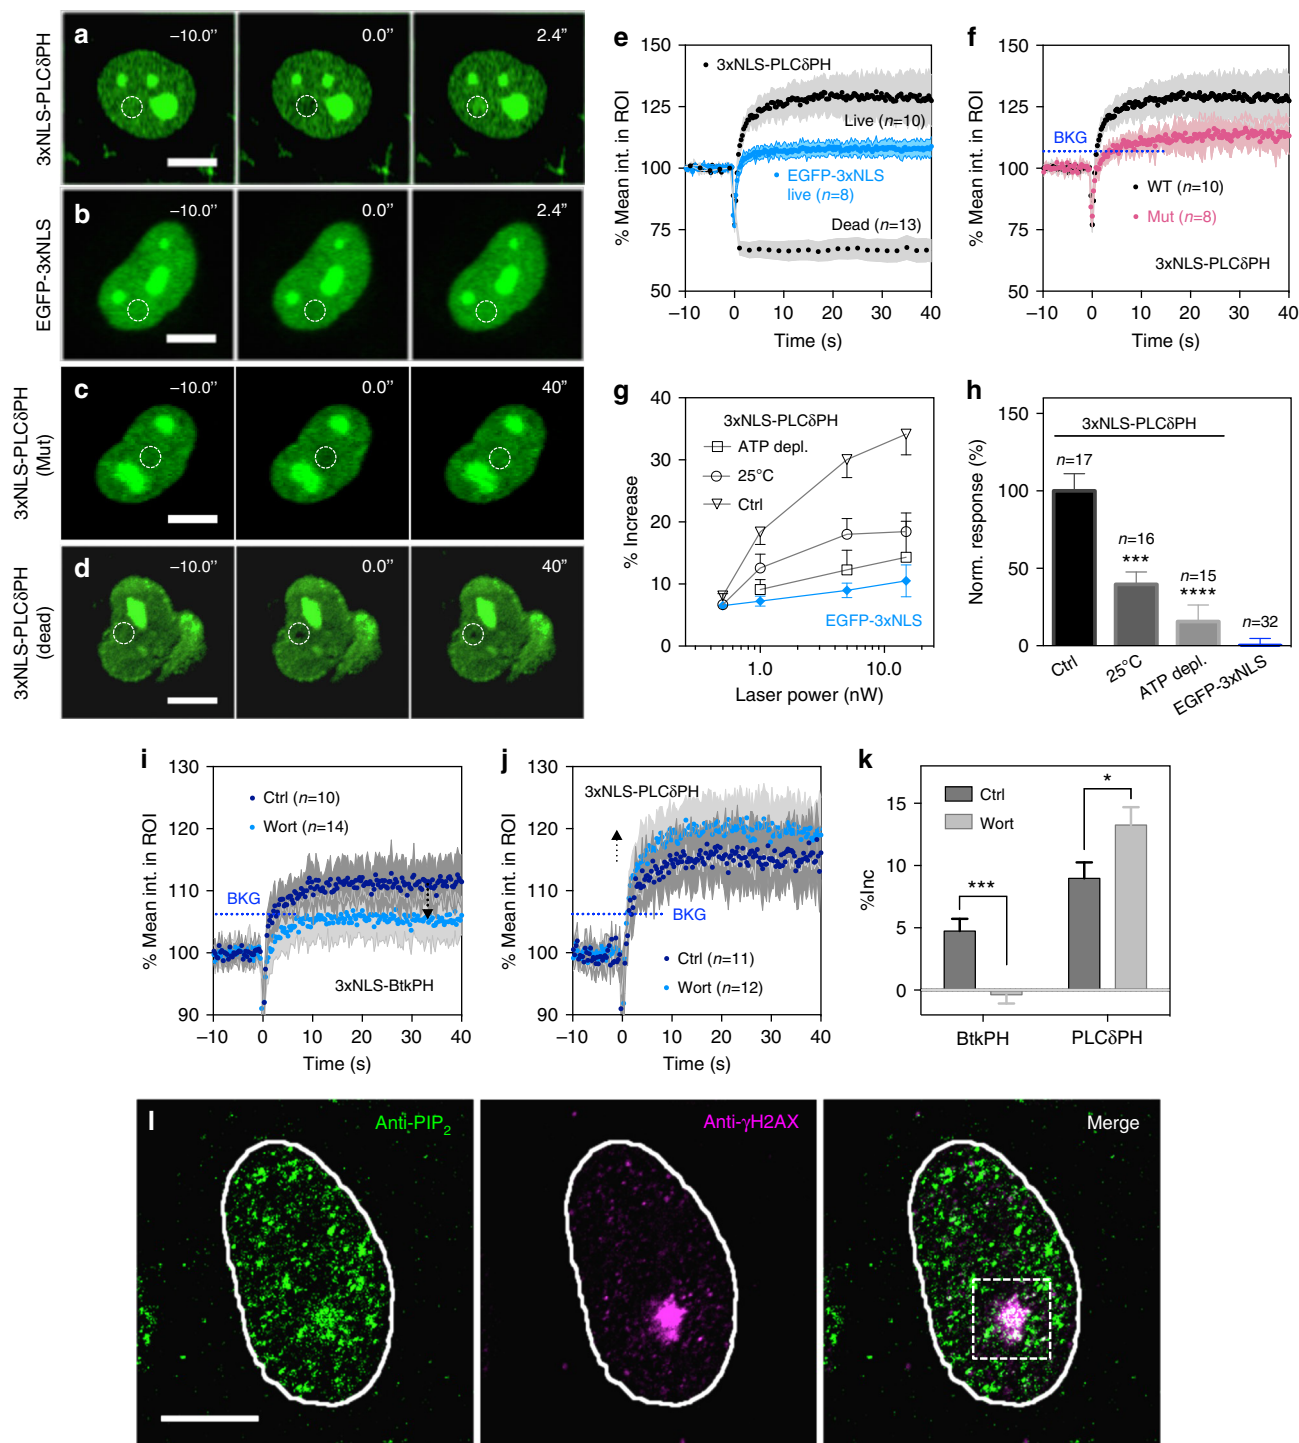 a
3xNLS-PLCδPH
−10.0’’
0.0’’
2.4”
b
EGFP-3xNLS
−10.0’’
0.0’’
2.4”
c
3xNLS-PLCδPH
(Mut)
−10.0’’
0.0’’
40”
d
3xNLS-PLCδPH
(dead)
−10.0’’
0.0’’
40”
e
% Mean int. in ROI
150
125
100
75
50
3xNLS-PLCδPH
Live (n=10)
EGFP-3xNLS
live (n=8)
Dead (n=13)
−10 0 10 20 30 40
Time (s)
f
% Mean int. in ROI
150
125
100
75
50
BKG
WT (n=10)
Mut (n=8)
3xNLS-PLCδPH
−10 0 10 20 30 40
Time (s)
g
% Increase
40
30
20
10
0
3xNLS-PLCδPH
ATP depl.
25°C
Ctrl
EGFP-3xNLS
1.0 10.0
Laser power (nW)
h
Norm. response (%)
150
100
50
0
3xNLS-PLCδPH
n=17
n=16
***
n=15
****
n=32
Ctrl
25°C
ATP depl.
EGFP-3xNLS
i
% Mean int. in ROI
130
120
110
100
90
Ctrl (n=10)
Wort (n=14)
BKG
3xNLS-BtkPH
−10 0 10 20 30 40
Time (s)
j
% Mean int. in ROI
130
120
110
100
90
3xNLS-PLCδPH
BKG
Ctrl (n=11)
Wort (n=12)
−10 0 10 20 30 40
Time (s)
k
%Inc
15
10
5
0
Ctrl
Wort
***
*
BtkPH
PLCδPH
l
Anti-PIP2
Anti-γH2AX
Merge